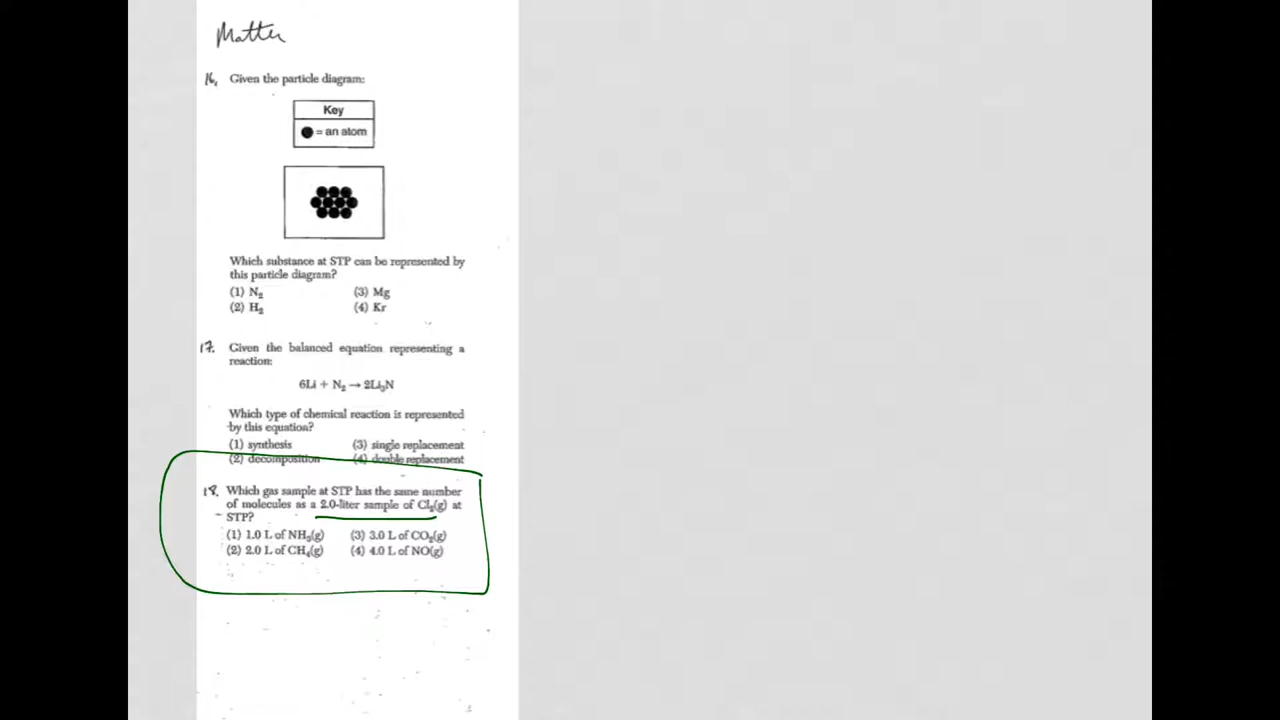 Matter
16. Given the particle diagram:
Key
= an atom
Which substance at STP can be represented by
this particle diagram?
(1) N₂ (3) Mg
(2) H₂ (4) Kr
17. Given the balanced equation representing a
reaction:
6Li + N₂ → 2Li₃N
Which type of chemical reaction is represented
by this equation?
(1) synthesis (3) single replacement
(2) decomposition (4) double replacement
18. Which gas sample at STP has the same number
of molecules as a 2.0-liter sample of Cl₂(g) at
STP?
(1) 1.0 L of NH₃(g) (3) 3.0 L of CO₂(g)
(2) 2.0 L of CH₄(g) (4) 4.0 L of NO(g)